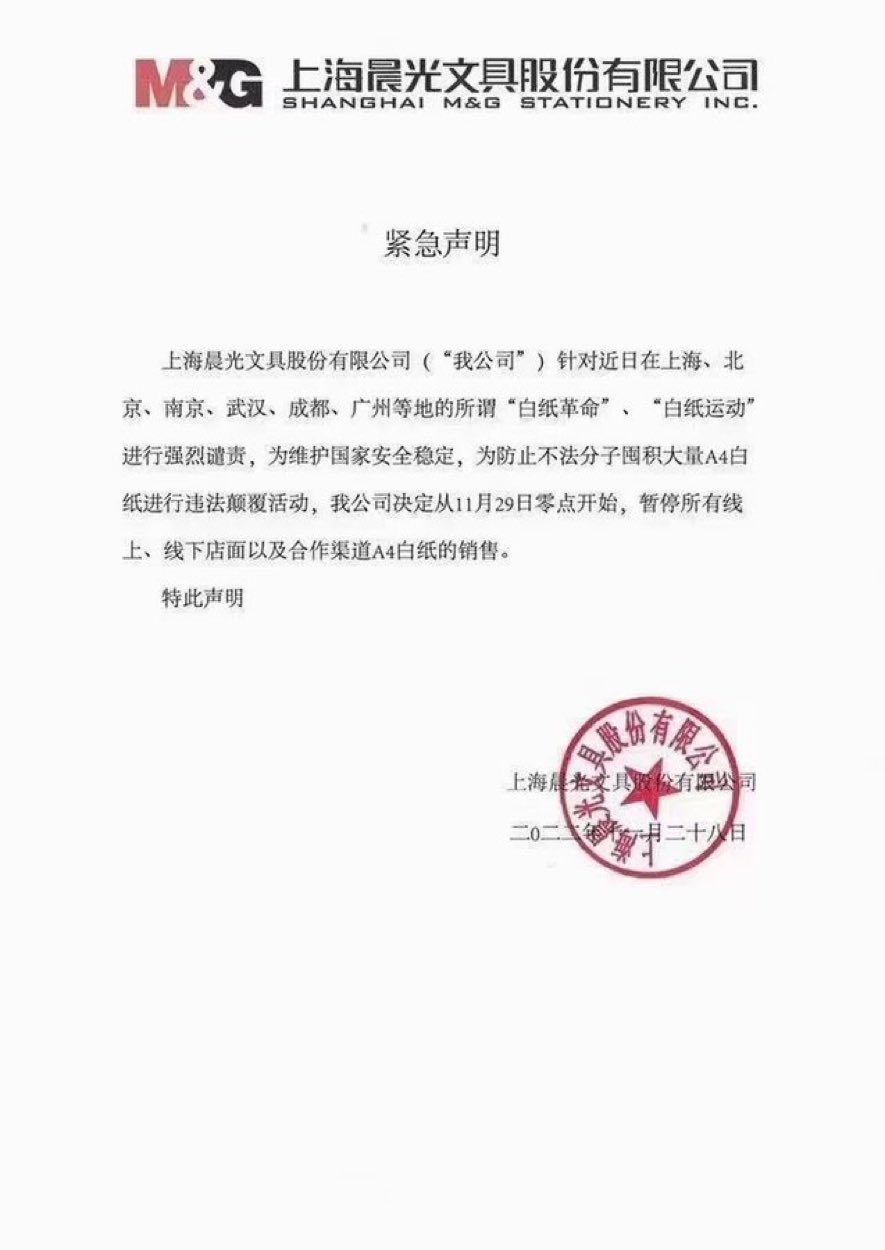 M&G 上海晨光文具股份有限公司
SHANGHAI M&G STATIONERY INC.
紧急声明
上海晨光文具股份有限公司（“我公司”）针对近日在上海、北
京、南京、武汉、成都、广州等地的所谓“白纸革命”、“白纸运动”
进行强烈谴责，为维护国家安全稳定，为防止不法分子囤积大量A4白
纸进行违法颠覆活动，我公司决定从11月29日零点开始，暂停所有线
上、线下店面以及合作渠道A4白纸的销售。
特此声明
上海晨光文具股份有限公司
二0二二年十一月二十八日
上海晨光文具股份有限公司